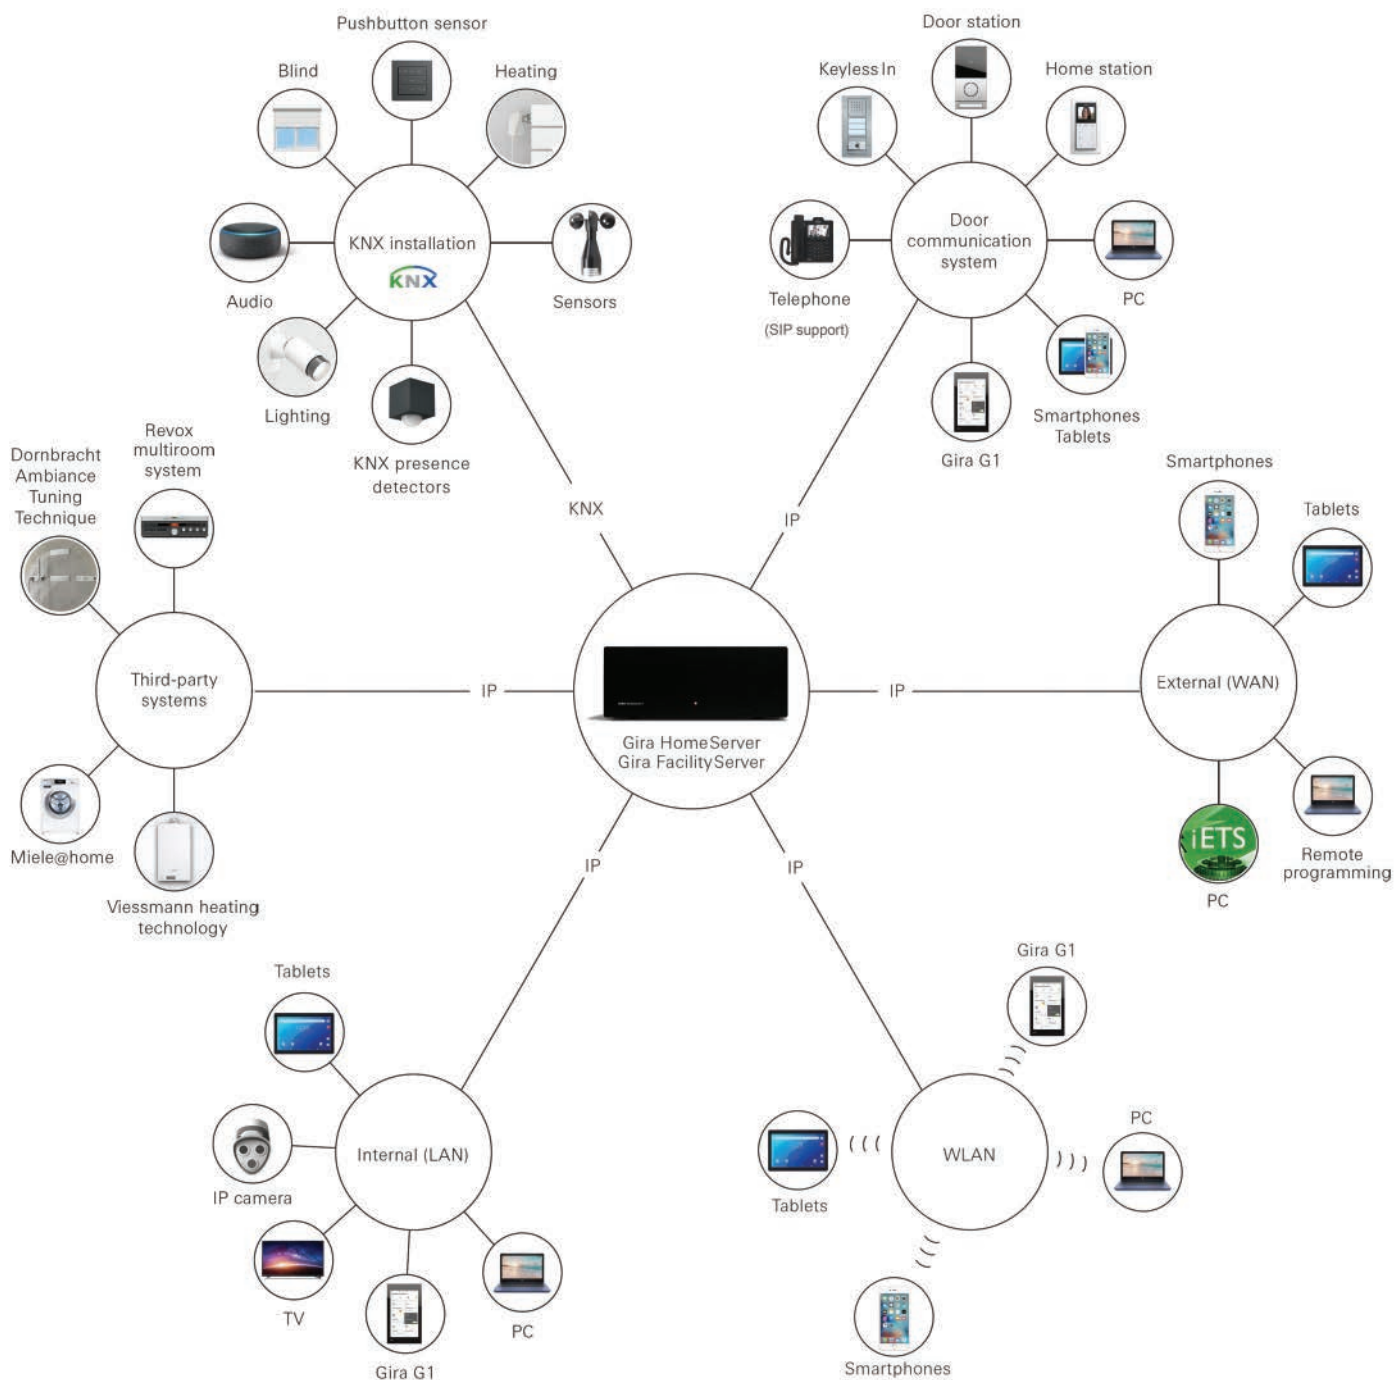 Pushbutton sensor
Blind
Heating
KNX installation
KNX
Audio
Sensors
Lighting
KNX presence
detectors
Door station
Keyless In
Home station
Door
communication
system
Telephone
(SIP support)
PC
Smartphones
Tablets
Gira G1
KNX
IP
Dornbracht
Ambiance
Tuning
Technique
Revox
multiroom
system
Third-party
systems
Miele@home
Viessmann heating
technology
IP
Gira HomeServer
Gira FacilityServer
IP
Smartphones
Tablets
External (WAN)
iETS
PC
Remote
programming
IP
IP
Tablets
IP camera
Internal (LAN)
TV
Gira G1
PC
Gira G1
Tablets
WLAN
PC
Smartphones